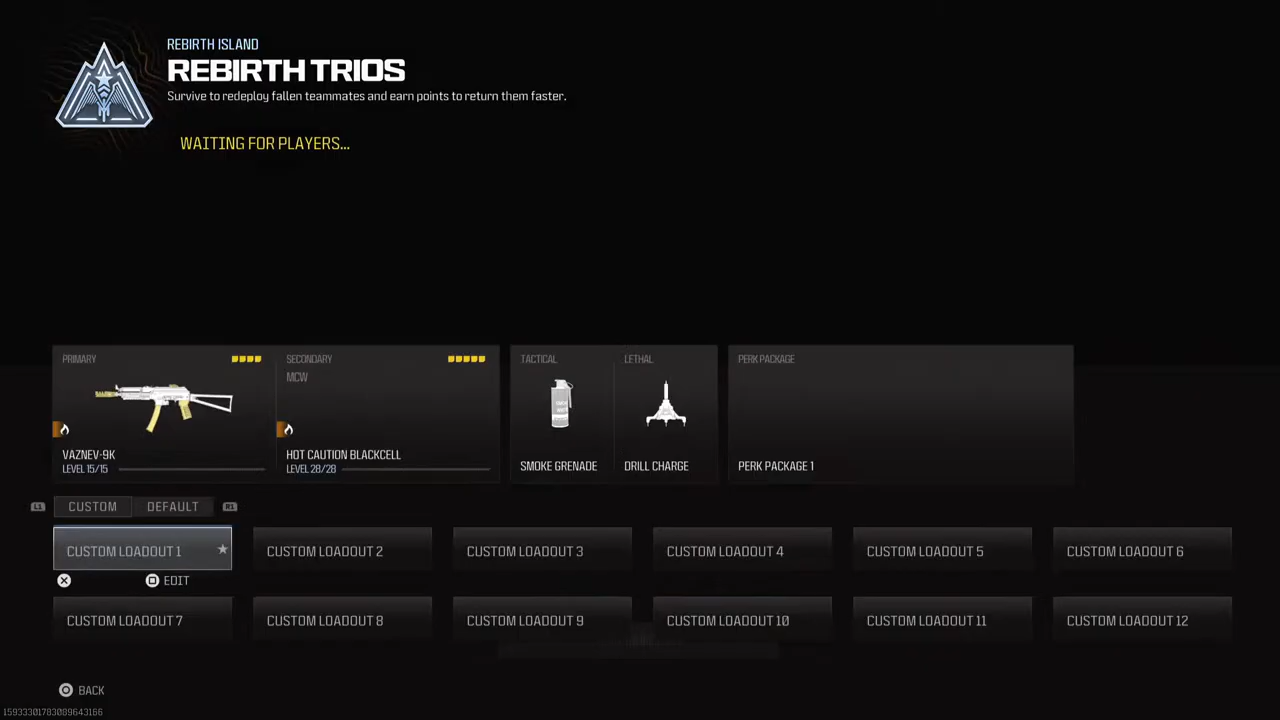 REBIRTH ISLAND
REBIRTH TRIOS
Survive to redeploy fallen teammates and earn points to return them faster.
WAITING FOR PLAYERS...
PRIMARY
SECONDARY
TACTICAL
LETHAL
PERK PACKAGE
MCW
VAZNEV-9K
HOT CAUTION BLACKCELL
SMOKE GRENADE
DRILL CHARGE
PERK PACKAGE 1
LEVEL 15/15
LEVEL 28/28
L1 CUSTOM DEFAULT R1
CUSTOM LOADOUT 1
CUSTOM LOADOUT 2
CUSTOM LOADOUT 3
CUSTOM LOADOUT 4
CUSTOM LOADOUT 5
CUSTOM LOADOUT 6
EDIT
CUSTOM LOADOUT 7
CUSTOM LOADOUT 8
CUSTOM LOADOUT 9
CUSTOM LOADOUT 10
CUSTOM LOADOUT 11
CUSTOM LOADOUT 12
BACK